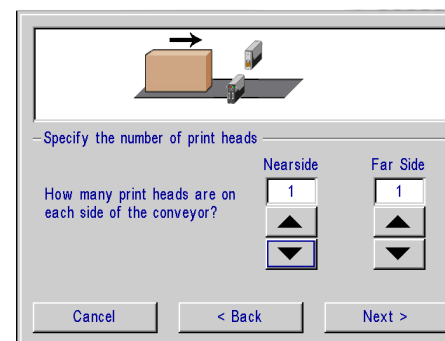 Specify the number of print heads
Nearside
Far Side
How many print heads are on
each side of the conveyor?
1
1
Cancel
< Back
Next >